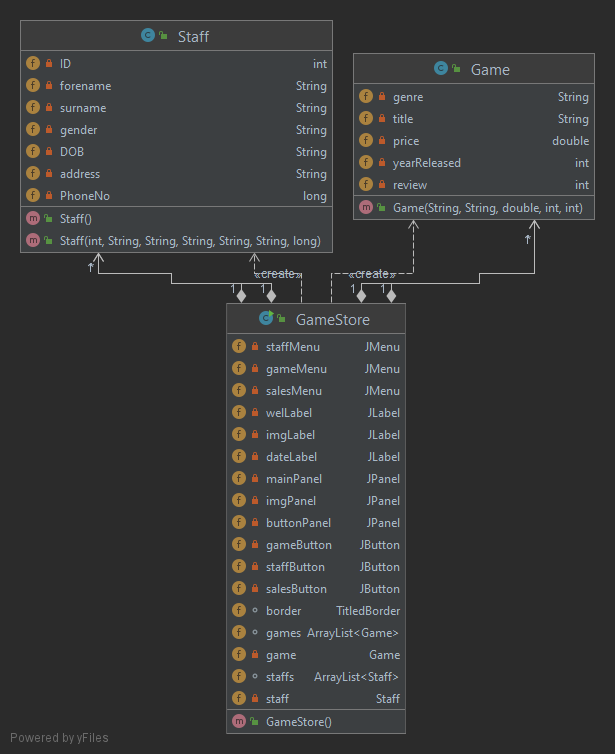 Staff
ID int
forename String
surname String
gender String
DOB String
address String
PhoneNo long
Staff()
Staff(int, String, String, String, String, String, long)
Game
genre String
title String
price double
yearReleased int
review int
Game(String, String, double, int, int)
«create» «create»
1 1 1 1
GameStore
staffMenu JMenu
gameMenu JMenu
salesMenu JMenu
welLabel JLabel
imgLabel JLabel
dateLabel JLabel
mainPanel JPanel
imgPanel JPanel
buttonPanel JPanel
gameButton JButton
staffButton JButton
salesButton JButton
border TitledBorder
games ArrayList<Game>
game Game
staffs ArrayList<Staff>
staff Staff
GameStore()
Powered by yFiles